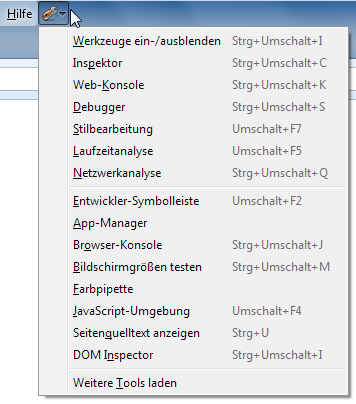 Hilfe
Werkzeuge ein-/ausblenden Strg+Umschalt+I
Inspektor Strg+Umschalt+C
Web-Konsole Strg+Umschalt+K
Debugger Strg+Umschalt+S
Stilbearbeitung Umschalt+F7
Laufzeitanalyse Umschalt+F5
Netzwerkanalyse Strg+Umschalt+Q
Entwickler-Symbolleiste Umschalt+F2
App-Manager
Browser-Konsole Strg+Umschalt+J
Bildschirmgrößen testen Strg+Umschalt+M
Farbpipette
JavaScript-Umgebung Umschalt+F4
Seitenquelltext anzeigen Strg+U
DOM Inspector Strg+Umschalt+I
Weitere Tools laden